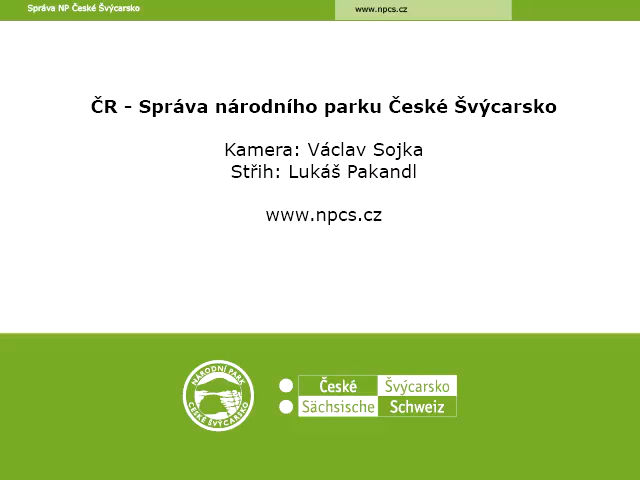 Správa NP České Švýcarsko
www.npcs.cz
ČR - Správa národního parku České Švýcarsko
Kamera: Václav Sojka
Střih: Lukáš Pakandl
www.npcs.cz
NÁRODNÍ PARK
ČESKÉ ŠVÝCARSKO
České Švýcarsko
Sächsische Schweiz